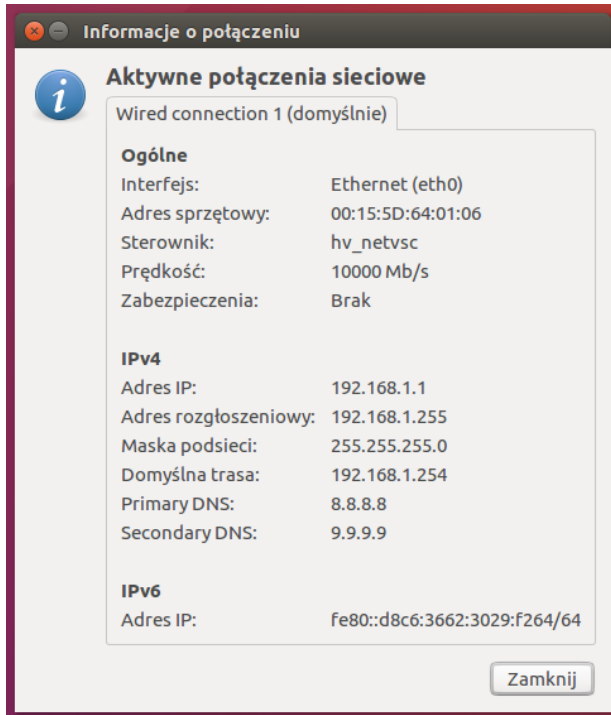 Informacje o połączeniu
i
Aktywne połączenia sieciowe
Wired connection 1 (domyślnie)
Ogólne
Interfejs: Ethernet (eth0)
Adres sprzętowy: 00:15:5D:64:01:06
Sterownik: hv_netvsc
Prędkość: 10000 Mb/s
Zabezpieczenia: Brak
IPv4
Adres IP: 192.168.1.1
Adres rozgłoszeniowy: 192.168.1.255
Maska podsieci: 255.255.255.0
Domyślna trasa: 192.168.1.254
Primary DNS: 8.8.8.8
Secondary DNS: 9.9.9.9
IPv6
Adres IP: fe80::d8c6:3662:3029:f264/64
Zamknij